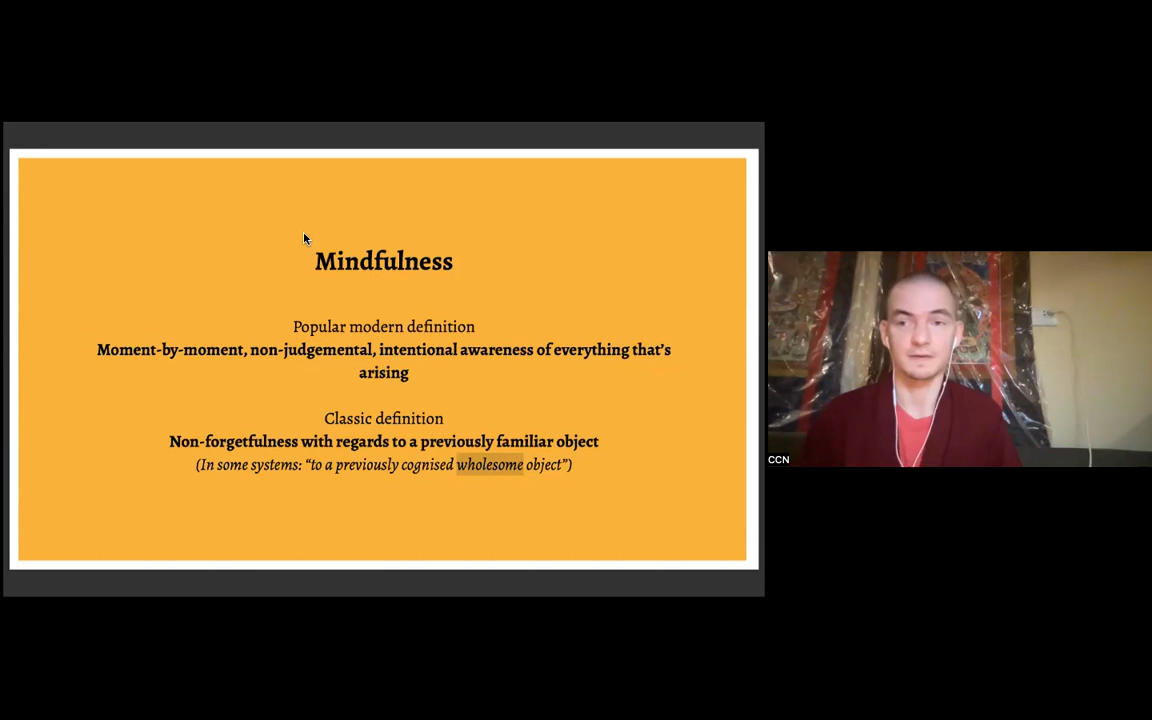 Mindfulness
Popular modern definition
Moment-by-moment, non-judgemental, intentional awareness of everything that’s
arising
Classic definition
Non-forgetfulness with regards to a previously familiar object
(In some systems: “to a previously cognised wholesome object”)
CCN